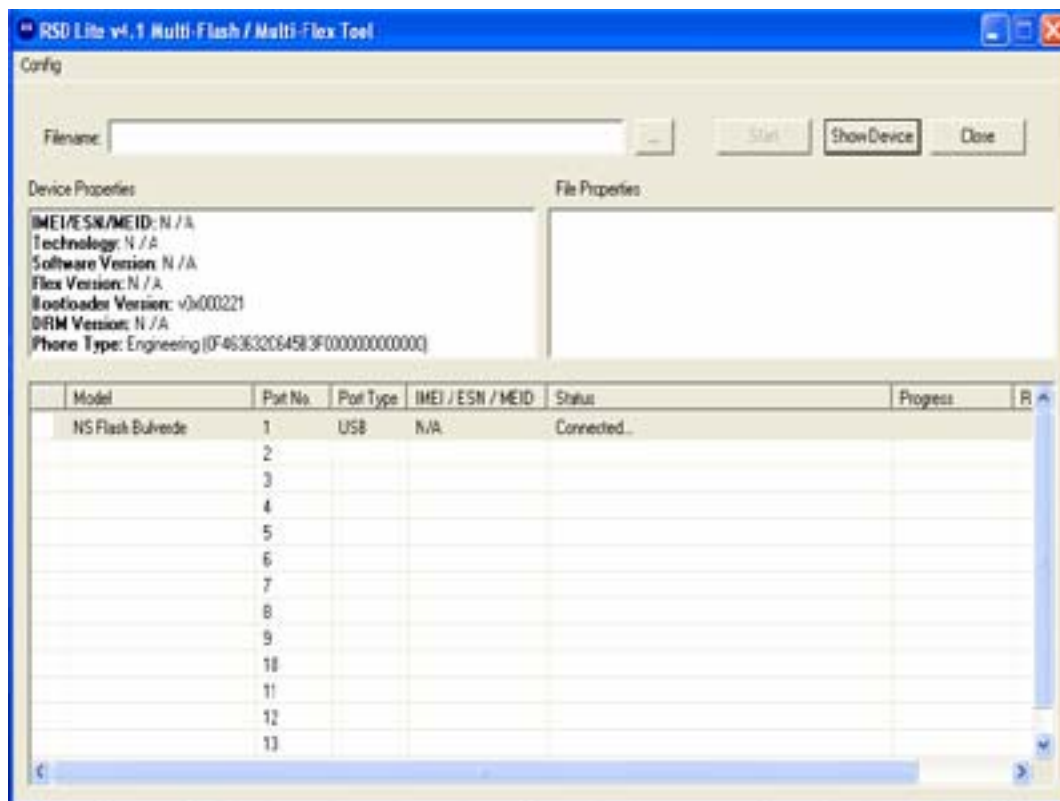 RSD Lite v4.1 Multi-Flash / Multi-Flex Tool
Config
Filename: ... Start Show Device Close
Device Properties File Properties
IMEI/ESN/MEID: N/A
Technology: N/A
Software Version: N/A
Flex Version: N/A
Bootloader Version: v0x000221
DRM Version: N/A
Phone Type: Engineering
Model Port No. Port Type IMEI / ESN / MEID Status Progress R
NS Flash Bulverde 1 USB N/A Connected...
2
3
4
5
6
7
8
9
10
11
12
13